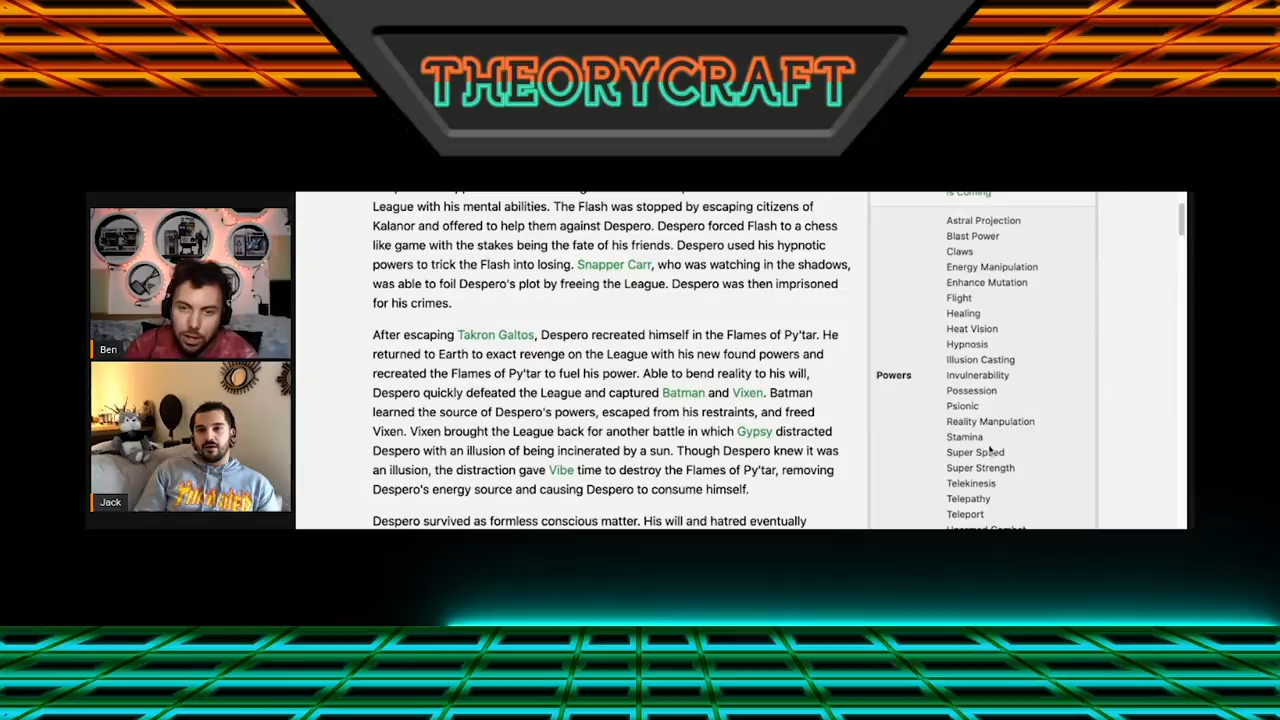 THEORYCRAFT
League with his mental abilities. The Flash was stopped by escaping citizens of
Kalanor and offered to help them against Despero. Despero forced Flash to a chess
like game with the stakes being the fate of his friends. Despero used his hypnotic
powers to trick the Flash into losing. Snapper Carr, who was watching in the shadows,
was able to foil Despero's plot by freeing the League. Despero was then imprisoned
for his crimes.
After escaping Takron Galtos, Despero recreated himself in the Flames of Py'tar. He
returned to Earth to exact revenge on the League with his new found powers and
recreated the Flames of Py'tar to fuel his power. Able to bend reality to his will,
Despero quickly defeated the League and captured Batman and Vixen. Batman
learned the source of Despero's powers, escaped from his restraints, and freed
Vixen. Vixen brought the League back for another battle in which Gypsy distracted
Despero with an illusion of being incinerated by a sun. Though Despero knew it was
an illusion, the distraction gave Vibe time to destroy the Flames of Py'tar, removing
Despero's energy source and causing Despero to consume himself.
Despero survived as formless conscious matter. His will and hatred eventually
is Coming
Powers
Astral Projection
Blast Power
Claws
Energy Manipulation
Enhance Mutation
Flight
Healing
Heat Vision
Hypnosis
Illusion Casting
Invulnerability
Possession
Psionic
Reality Manpulation
Stamina
Super Speed
Super Strength
Telekinesis
Telepathy
Teleport
Unarmed Combat
Ben
Jack
THRASHER